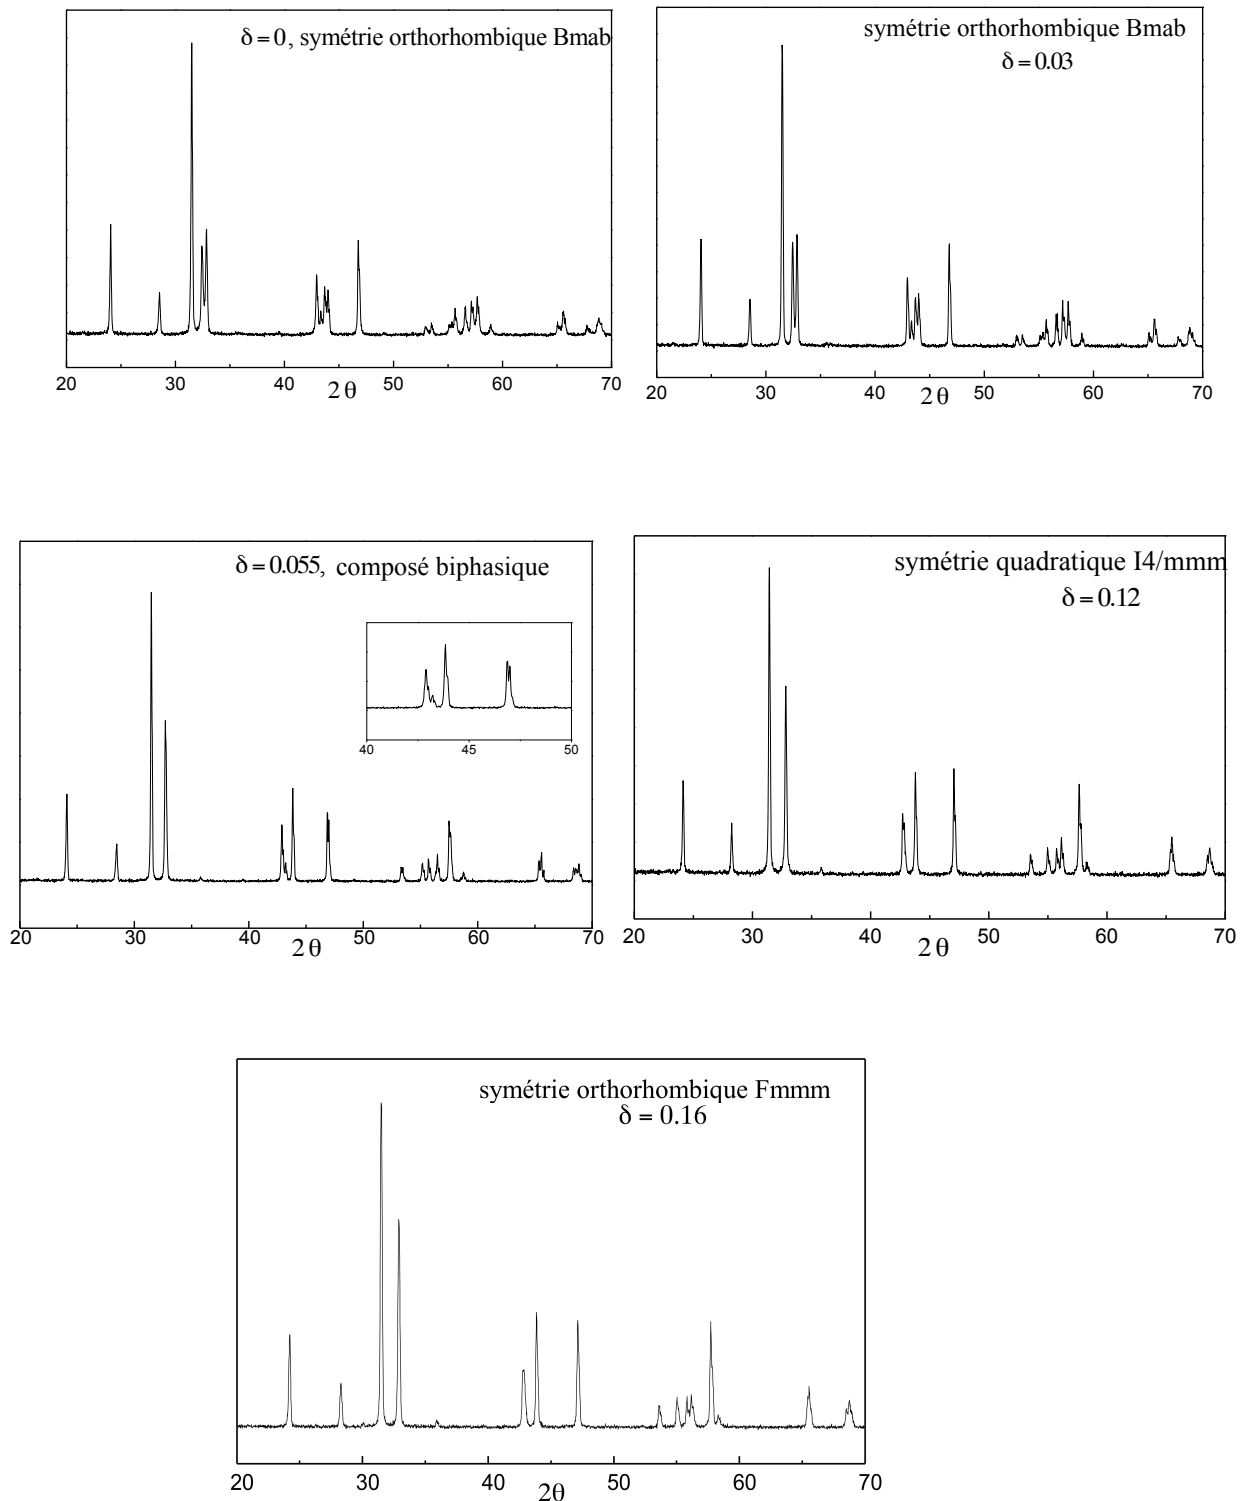 δ = 0, symétrie orthorhombique Bmab
20 30 40 50 60 70
2θ
symétrie orthorhombique Bmab
δ = 0.03
20 30 40 50 60 70
2θ
δ = 0.055, composé biphasique
40 45 50
20 30 40 50 60 70
2θ
symétrie quadratique I4/mmm
δ = 0.12
20 30 40 50 60 70
2θ
symétrie orthorhombique Fmmm
δ = 0.16
20 30 40 50 60 70
2θ